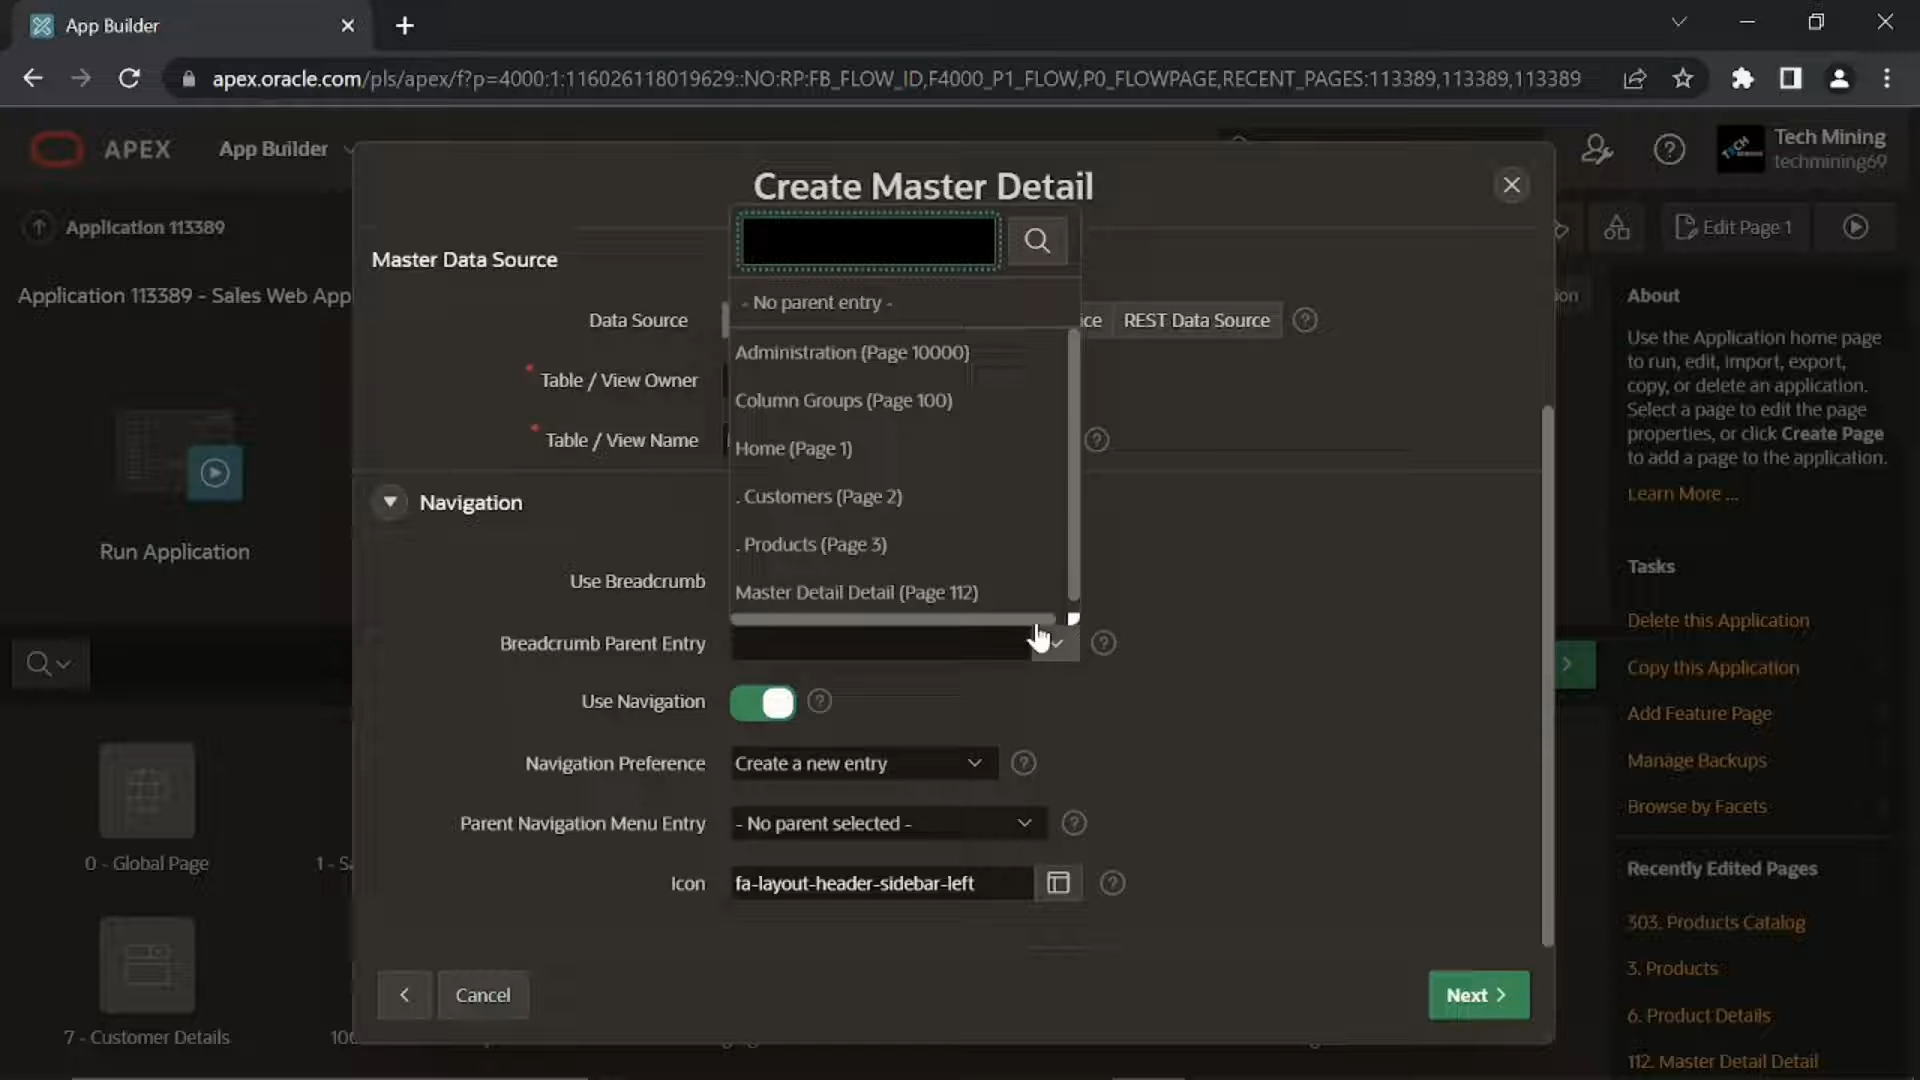 App Builder
apex.oracle.com/pls/apex/f?p=4000:1:116026118019629::NO:RP:FB_FLOW_ID,F4000_P1_FLOW,P0_FLOWPAGE,RECENT_PAGES:113389,113389,113389
APEX
App Builder
Tech Mining
techmining69
Application 113389
Edit Page 1
Application 113389 - Sales Web App
Run Application
0 - Global Page
7 - Customer Details
Create Master Detail
Master Data Source
Data Source
REST Data Source
Table / View Owner
Table / View Name
- No parent entry -
Administration (Page 10000)
Column Groups (Page 100)
Home (Page 1)
. Customers (Page 2)
. Products (Page 3)
Master Detail Detail (Page 112)
Navigation
Use Breadcrumb
Breadcrumb Parent Entry
Use Navigation
Navigation Preference
Create a new entry
Parent Navigation Menu Entry
- No parent selected -
Icon
fa-layout-header-sidebar-left
Cancel
Next
About
Use the Application home page
to run, edit, import, export,
copy, or delete an application.
Select a page to edit the page
properties, or click Create Page
to add a page to the application.
Learn More ...
Tasks
Delete this Application
Copy this Application
Add Feature Page
Manage Backups
Browse by Facets
Recently Edited Pages
303. Products Catalog
3. Products
6. Product Details
112. Master Detail Detail